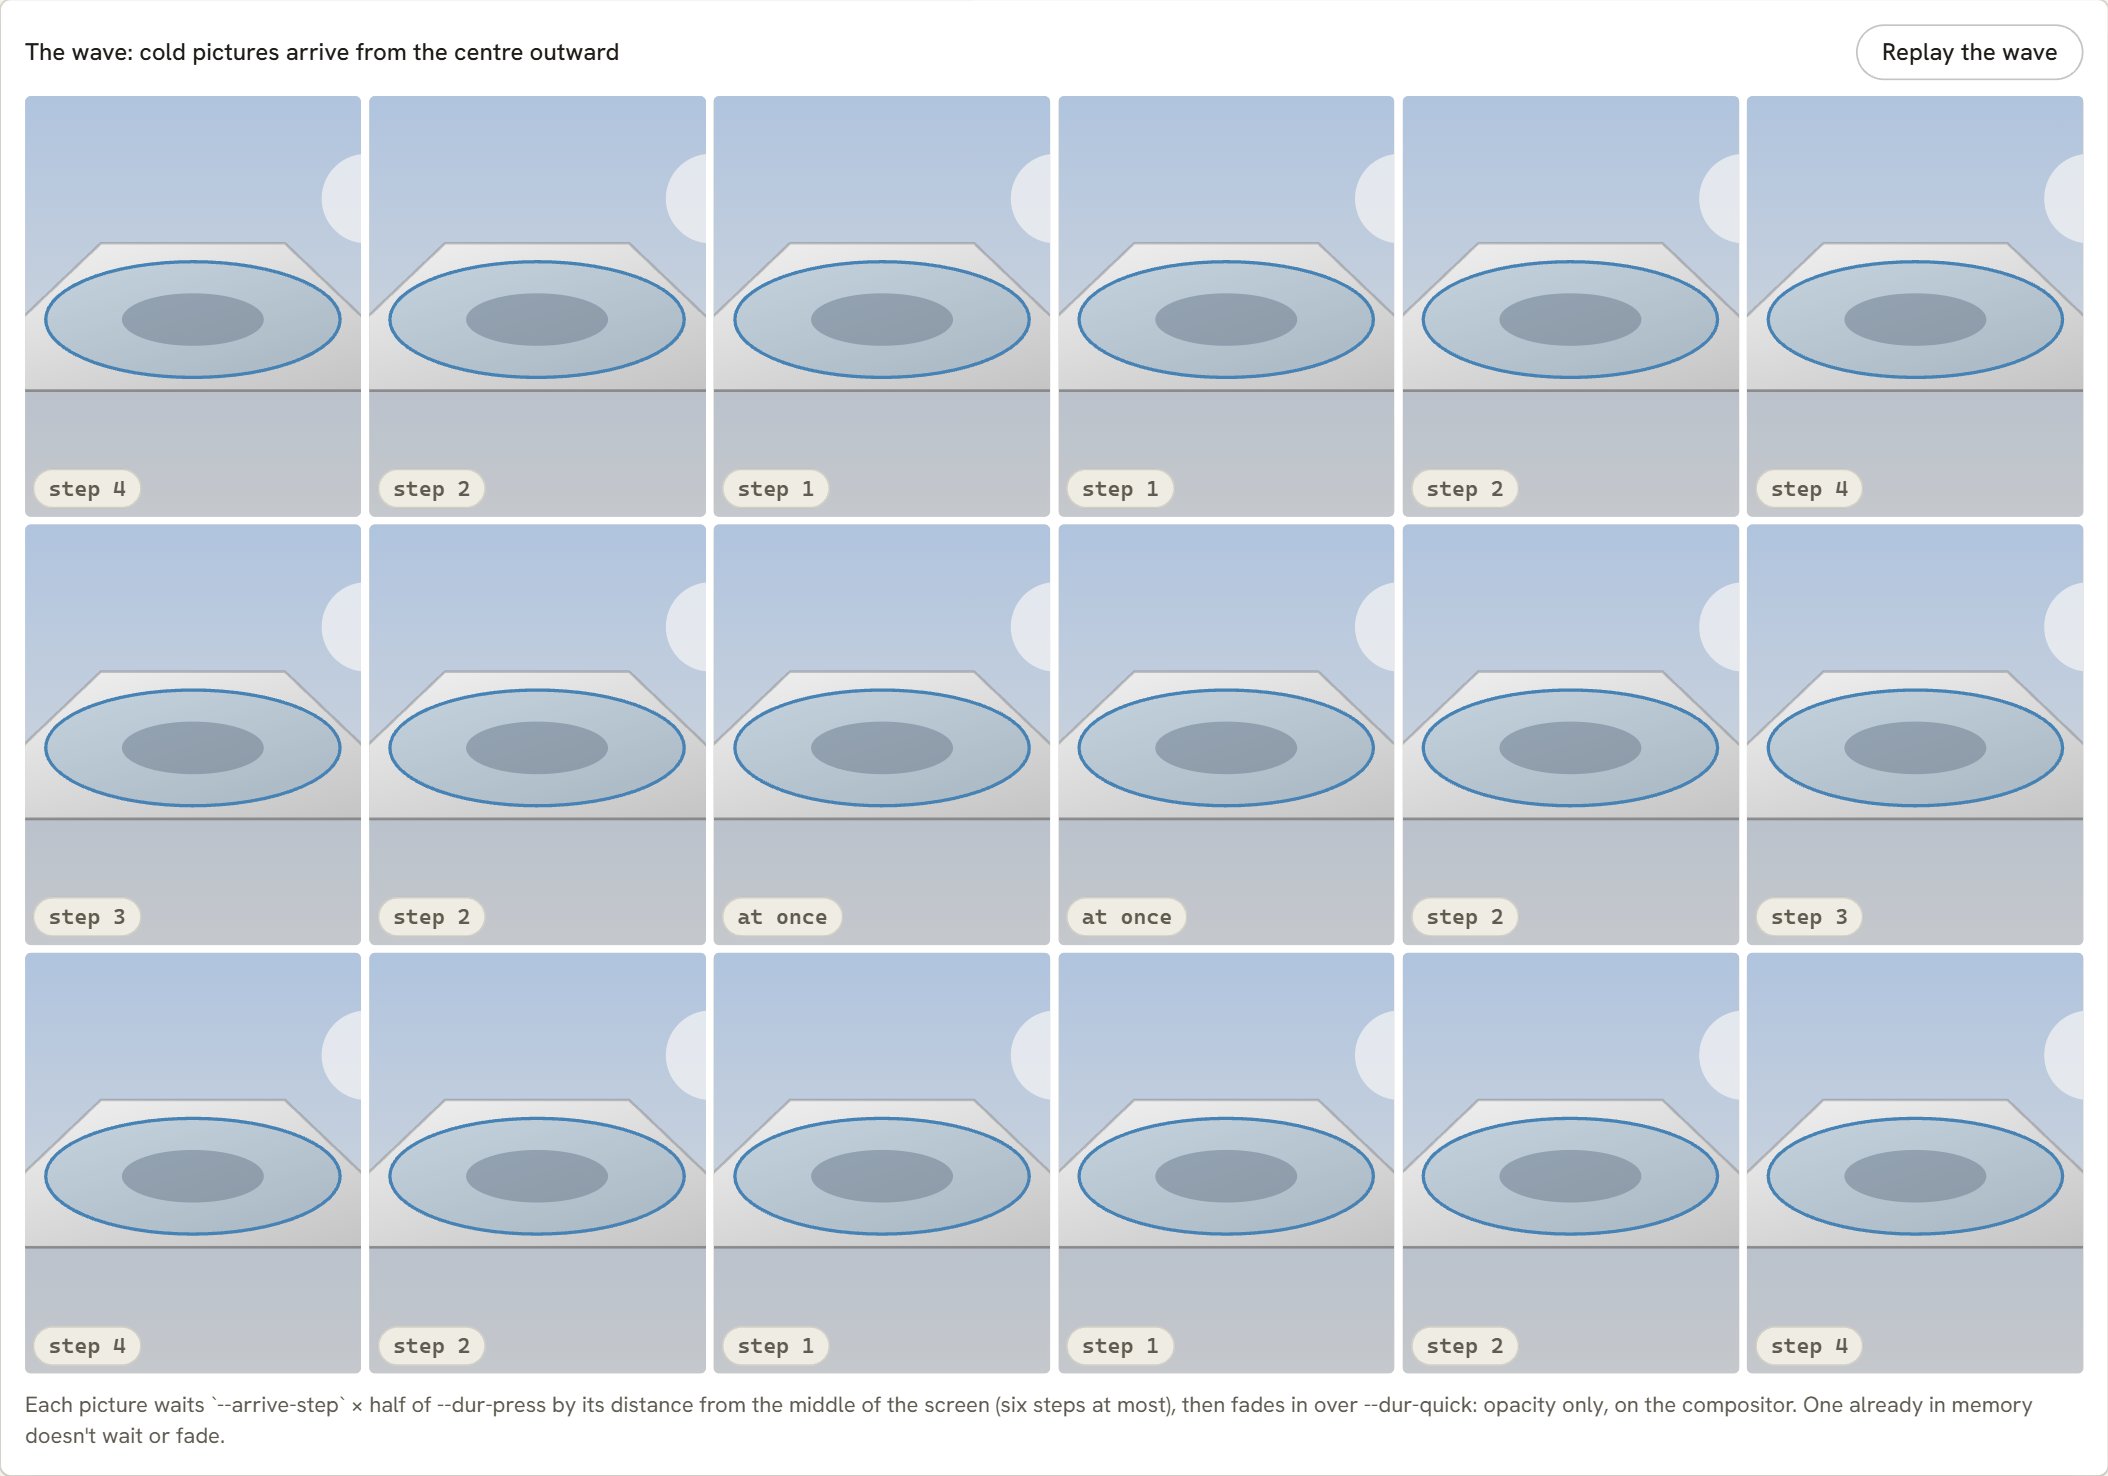 The wave: cold pictures arrive from the centre outward
Replay the wave
step 4
step 2
step 1
step 1
step 2
step 4
step 3
step 2
at once
at once
step 2
step 3
step 4
step 2
step 1
step 1
step 2
step 4
Each picture waits `--arrive-step` × half of --dur-press by its distance from the middle of the screen (six steps at most), then fades in over --dur-quick: opacity only, on the compositor. One already in memory
doesn't wait or fade.